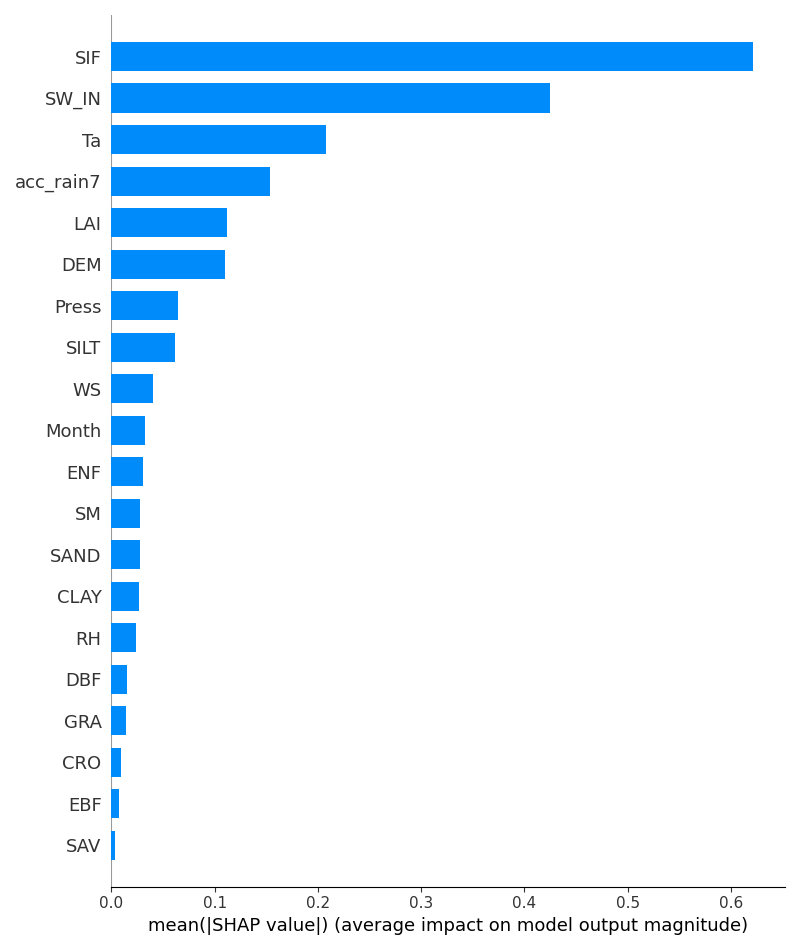 SIF
SW_IN
Ta
acc_rain7
LAI
DEM
Press
SILT
WS
Month
ENF
SM
SAND
CLAY
RH
DBF
GRA
CRO
EBF
SAV
0.0 0.1 0.2 0.3 0.4 0.5 0.6
mean(|SHAP value|) (average impact on model output magnitude)